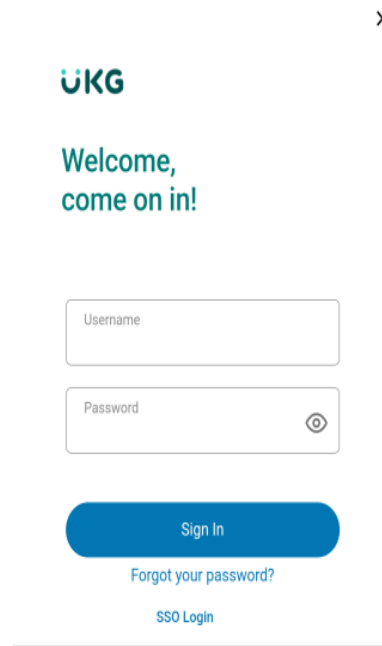 UKG
Welcome,
come on in!
Username
Password
Sign In
Forgot your password?
SSO Login